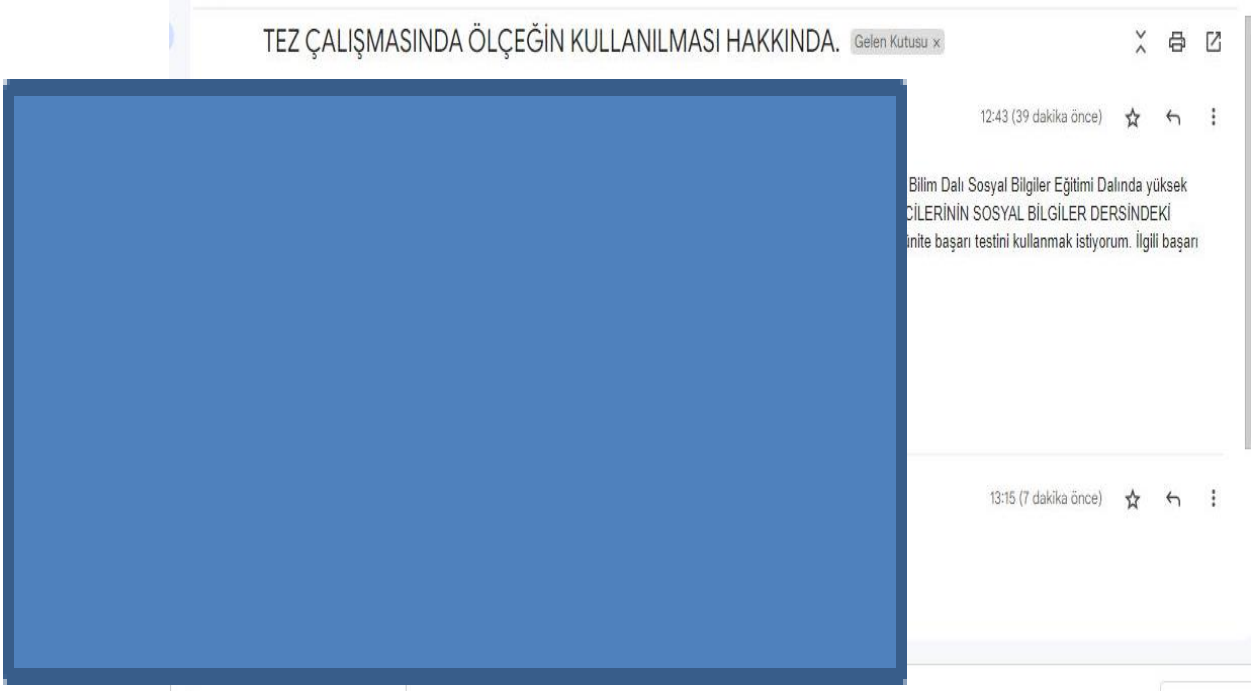 TEZ ÇALIŞMASINDA ÖLÇEĞİN KULLANILMASI HAKKINDA. Gelen Kutusu x
12:43 (39 dakika önce)
Bilim Dalı Sosyal Bilgiler Eğitimi Dalında yüksek
CİLERİNİN SOSYAL BİLGİLER DERSİNDEKİ
ünite başarı testini kullanmak istiyorum. İlgili başarı
13:15 (7 dakika önce)